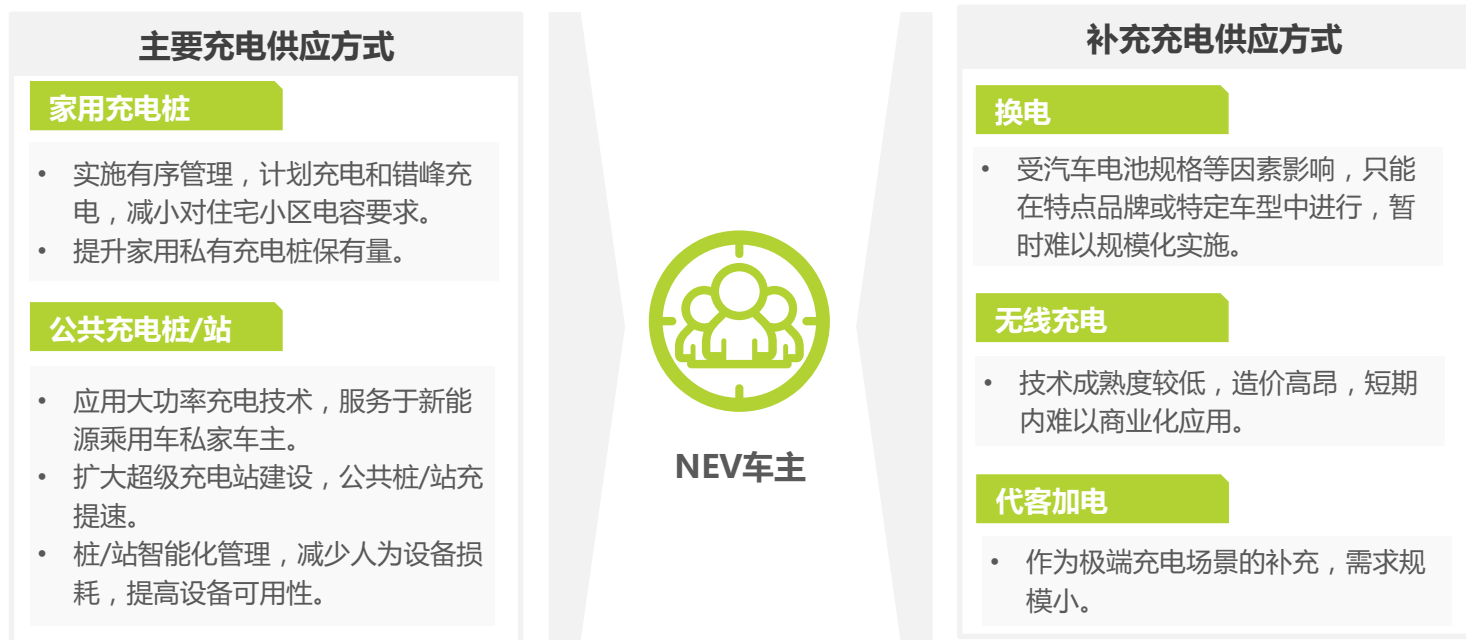 主要充电供应方式
家用充电桩
• 实施有序管理，计划充电和错峰充
电，减小对住宅小区电容要求。
• 提升家用私有充电桩保有量。
公共充电桩/站
• 应用大功率充电技术，服务于新能
源乘用车私家车主。
• 扩大超级充电站建设，公共桩/站充
提速。
• 桩/站智能化管理，减少人为设备损
耗，提高设备可用性。
NEV车主
补充充电供应方式
换电
• 受汽车电池规格等因素影响，只能
在特点品牌或特定车型中进行，暂
时难以规模化实施。
无线充电
• 技术成熟度较低，造价高昂，短期
内难以商业化应用。
代客加电
• 作为极端充电场景的补充，需求规
模小。